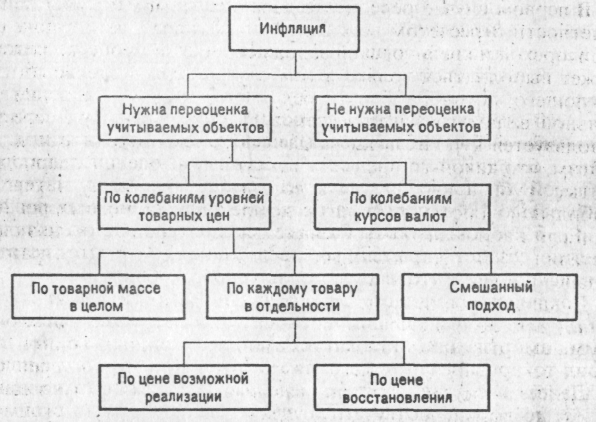 Инфляция
Нужна переоценка
учитываемых объектов
Не нужна переоценка
учитываемых объектов
По колебаниям уровней
товарных цен
По колебаниям
курсов валют
По товарной массе
в целом
По каждому товару
в отдельности
Смешанный
подход
По цене возможной
реализации
По цене
восстановления